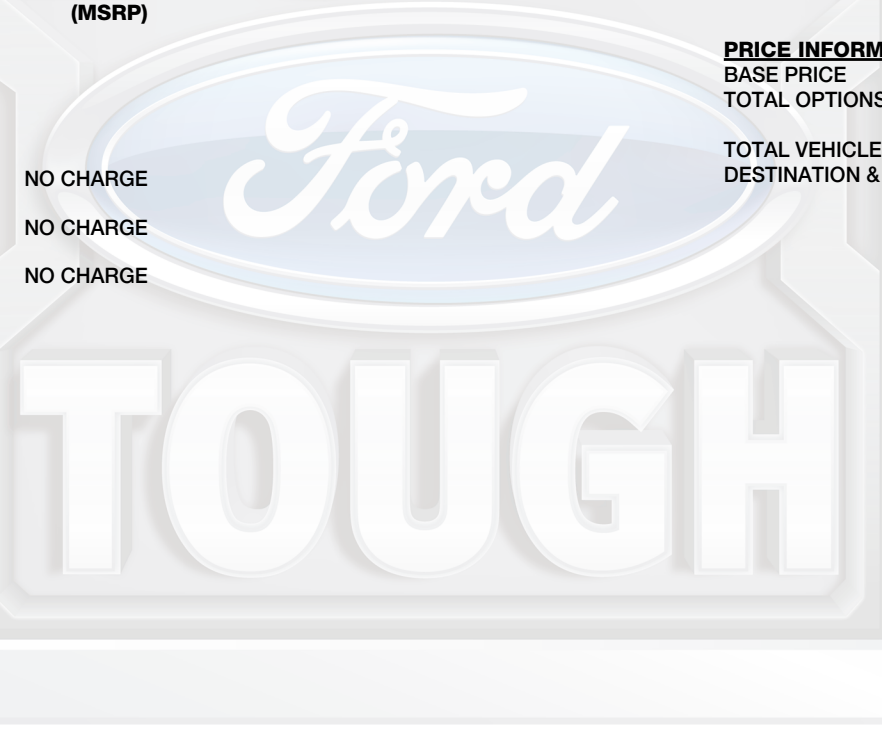 (MSRP)
PRICE INFORM
BASE PRICE
TOTAL OPTIONS
TOTAL VEHICLE
DESTINATION &
NO CHARGE
NO CHARGE
NO CHARGE
Ford
TOUGH